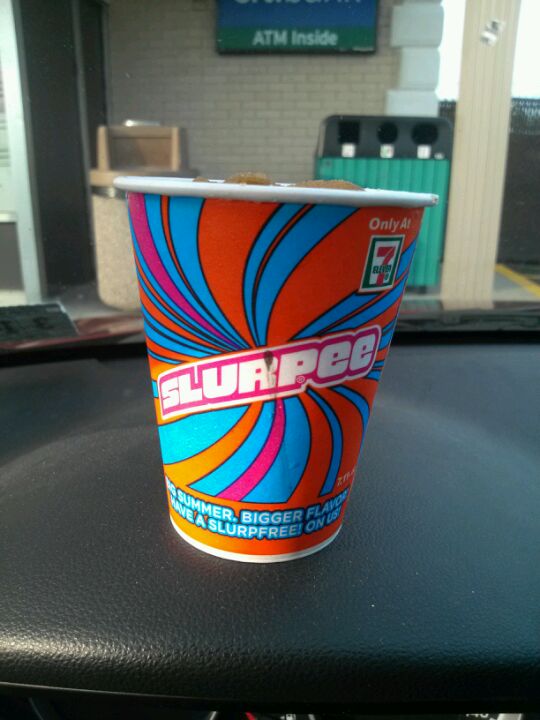 ATM Inside
Only At
7
ELEVEN
SLURPEE
SUMMER. BIGGER FLAVOR
HAVE A SLURPFREE! ON US!